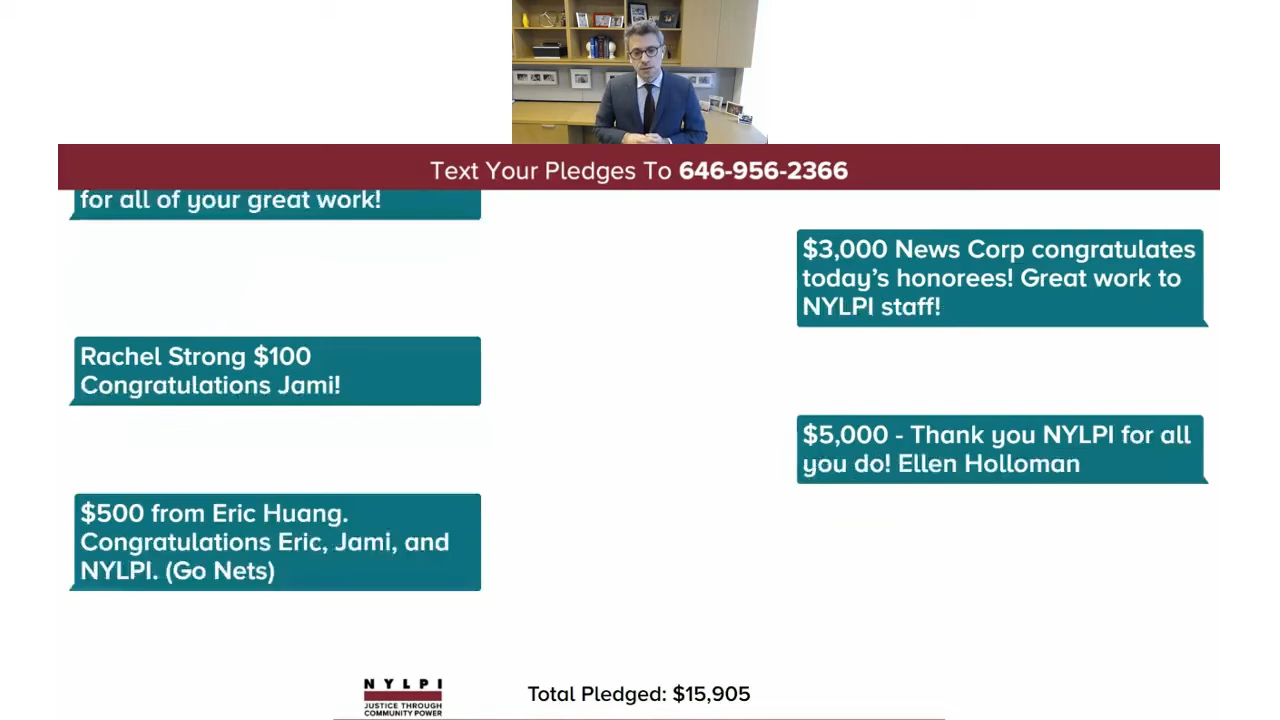 Text Your Pledges To 646-956-2366
for all of your great work!
$3,000 News Corp congratulates
today’s honorees! Great work to
NYLPI staff!
Rachel Strong $100
Congratulations Jami!
$5,000 - Thank you NYLPI for all
you do! Ellen Holloman
$500 from Eric Huang.
Congratulations Eric, Jami, and
NYLPI. (Go Nets)
NYLPI
JUSTICE THROUGH
COMMUNITY POWER
Total Pledged: $15,905